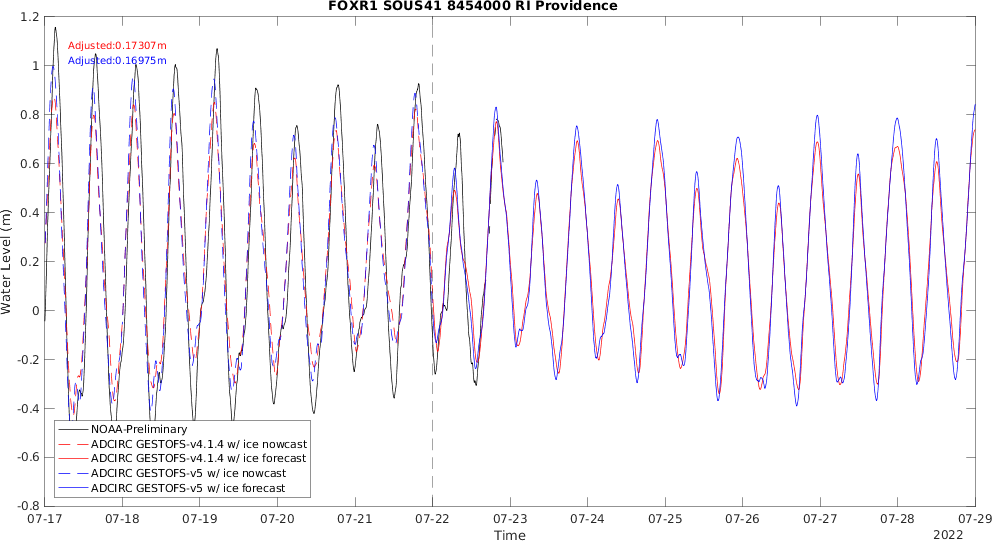 FOXR1 SOUS41 8454000 RI Providence
Adjusted:0.17307m
Adjusted:0.16975m
Water Level (m)
1.2
1
0.8
0.6
0.4
0.2
0
-0.2
-0.4
-0.6
-0.8
NOAA-Preliminary
ADCIRC GESTOFS-v4.1.4 w/ ice nowcast
ADCIRC GESTOFS-v4.1.4 w/ ice forecast
ADCIRC GESTOFS-v5 w/ ice nowcast
ADCIRC GESTOFS-v5 w/ ice forecast
07-17 07-18 07-19 07-20 07-21 07-22 07-23 07-24 07-25 07-26 07-27 07-28 07-29
Time
2022